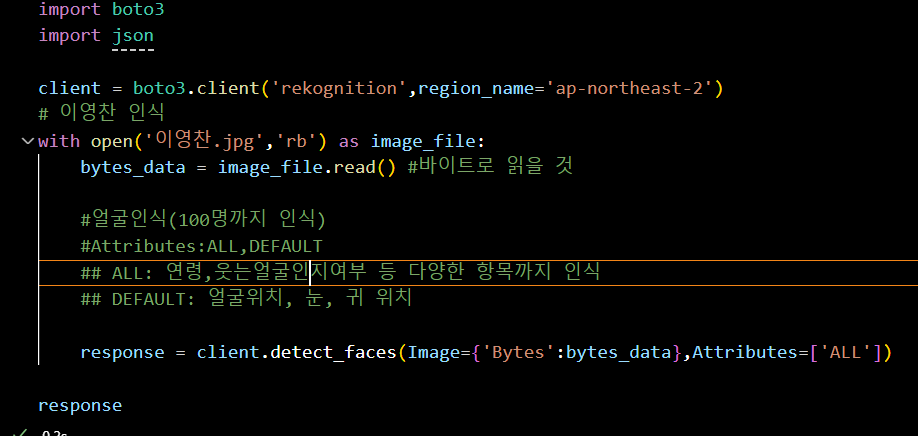 import boto3
import json
client = boto3.client('rekognition',region_name='ap-northeast-2')
# 이영찬 인식
with open('이영찬.jpg','rb') as image_file:
bytes_data = image_file.read() #바이트로 읽을 것
#얼굴인식(100명까지 인식)
#Attributes:ALL,DEFAULT
## ALL: 연령,웃는얼굴인지여부 등 다양한 항목까지 인식
## DEFAULT: 얼굴위치, 눈, 귀 위치
response = client.detect_faces(Image={'Bytes':bytes_data},Attributes=['ALL'])
response